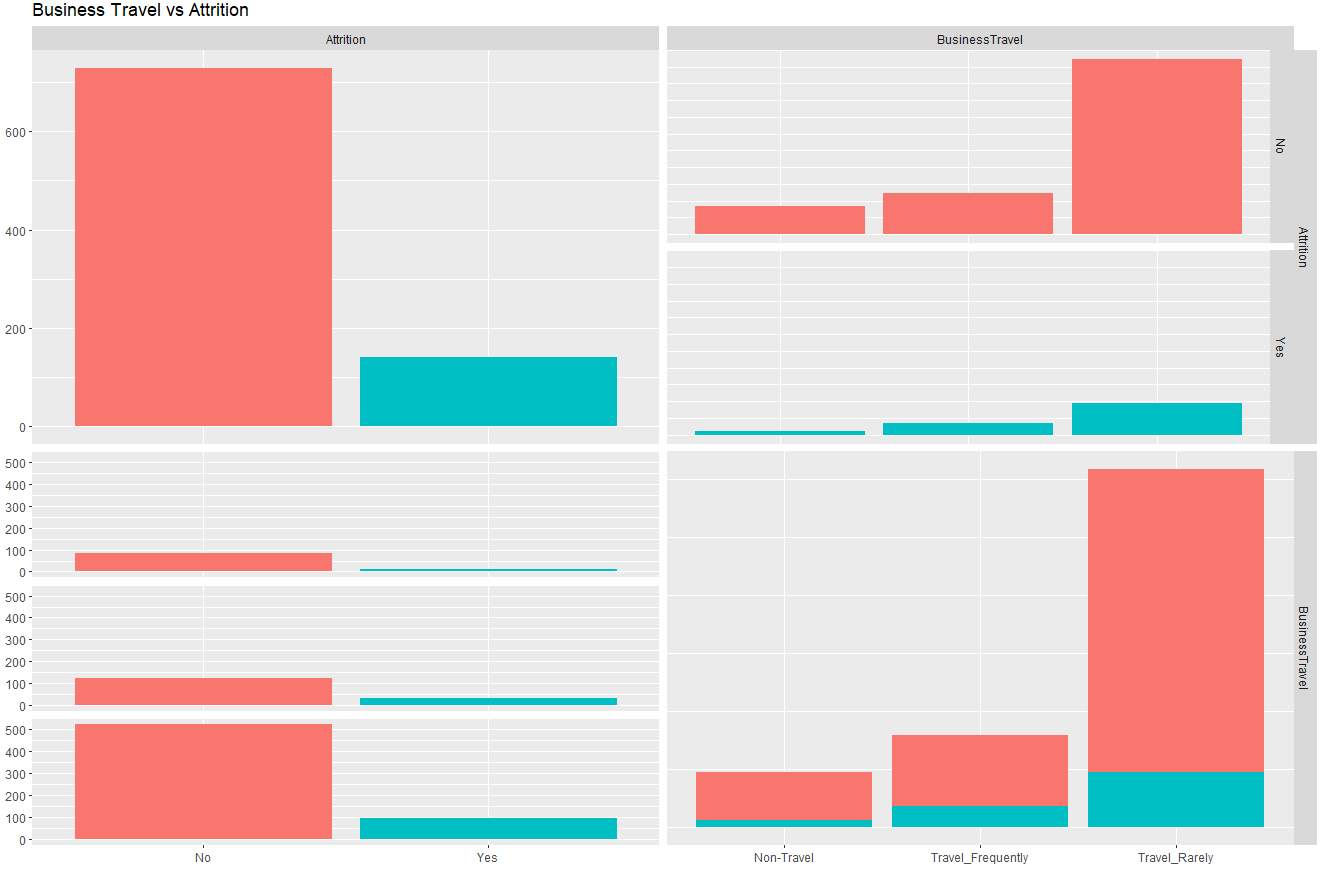 Business Travel vs Attrition
Attrition
BusinessTravel
600
400
200
0
No
Yes
Attrition
500
400
300
200
100
0
500
400
300
200
100
0
500
400
300
200
100
0
BusinessTravel
No
Yes
Non-Travel
Travel_Frequently
Travel_Rarely